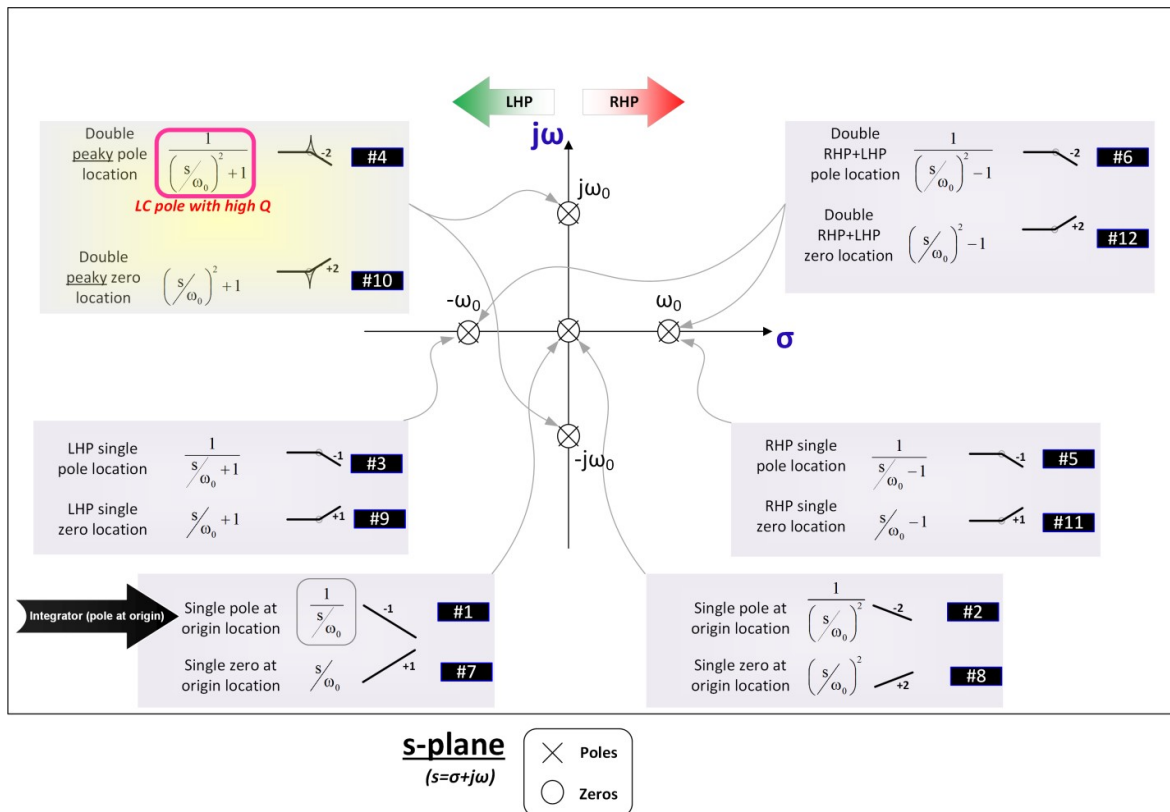 LHP
RHP
jω
Double
peaky pole
location
1
(s/ω₀)² + 1
-2
#4
LC pole with high Q
Double
peaky zero
location
(s/ω₀)² + 1
+2
#10
Double
RHP+LHP
pole location
1
(s/ω₀)² − 1
-2
#6
Double
RHP+LHP
zero location
(s/ω₀)² − 1
+2
#12
jω₀
-ω₀
ω₀
σ
-jω₀
LHP single
pole location
1
s/ω₀ + 1
-1
#3
LHP single
zero location
s/ω₀ + 1
+1
#9
RHP single
pole location
1
s/ω₀ − 1
-1
#5
RHP single
zero location
s/ω₀ − 1
+1
#11
Integrator (pole at origin)
Single pole at
origin location
1
s/ω₀
-1
#1
Single zero at
origin location
s/ω₀
+1
#7
Single pole at
origin location
1
(s/ω₀)²
-2
#2
Single zero at
origin location
(s/ω₀)²
+2
#8
s-plane
(s=σ+jω)
Poles
Zeros